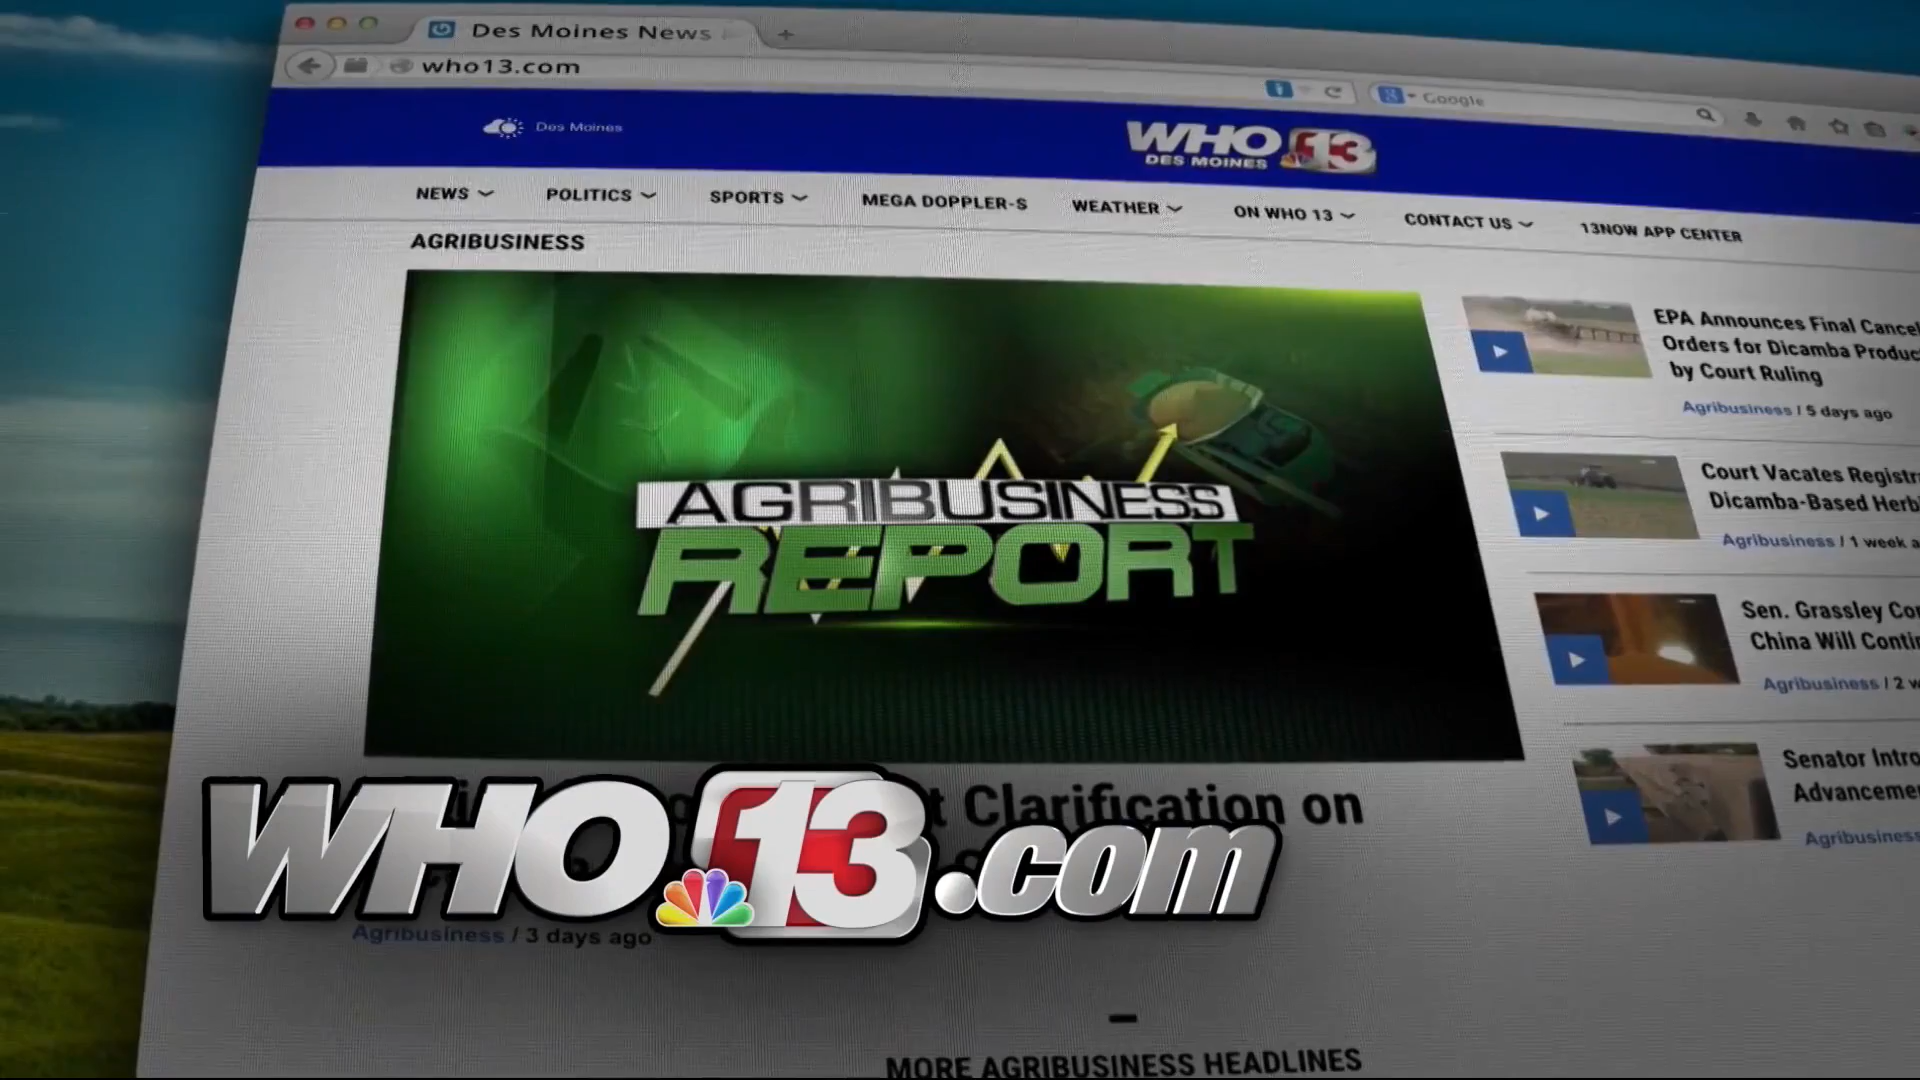 Des Moines News
who13.com
Google
Des Moines
WHO 13
DES MOINES
NEWS POLITICS SPORTS MEGA DOPPLER-S WEATHER ON WHO 13 CONTACT US 13NOW APP CENTER
AGRIBUSINESS
AGRIBUSINESS
REPORT
EPA Announces Final Cancel
Orders for Dicamba Produc
by Court Ruling
Agribusiness / 5 days ago
Court Vacates Registra
Dicamba-Based Herb
Agribusiness / 1 week a
Sen. Grassley Co
China Will Contin
Agribusiness / 2 w
Senator Intro
Advanceme
Agribusiness
Clarification on
WHO 13.com
Agribusiness / 3 days ago
MORE AGRIBUSINESS HEADLINES